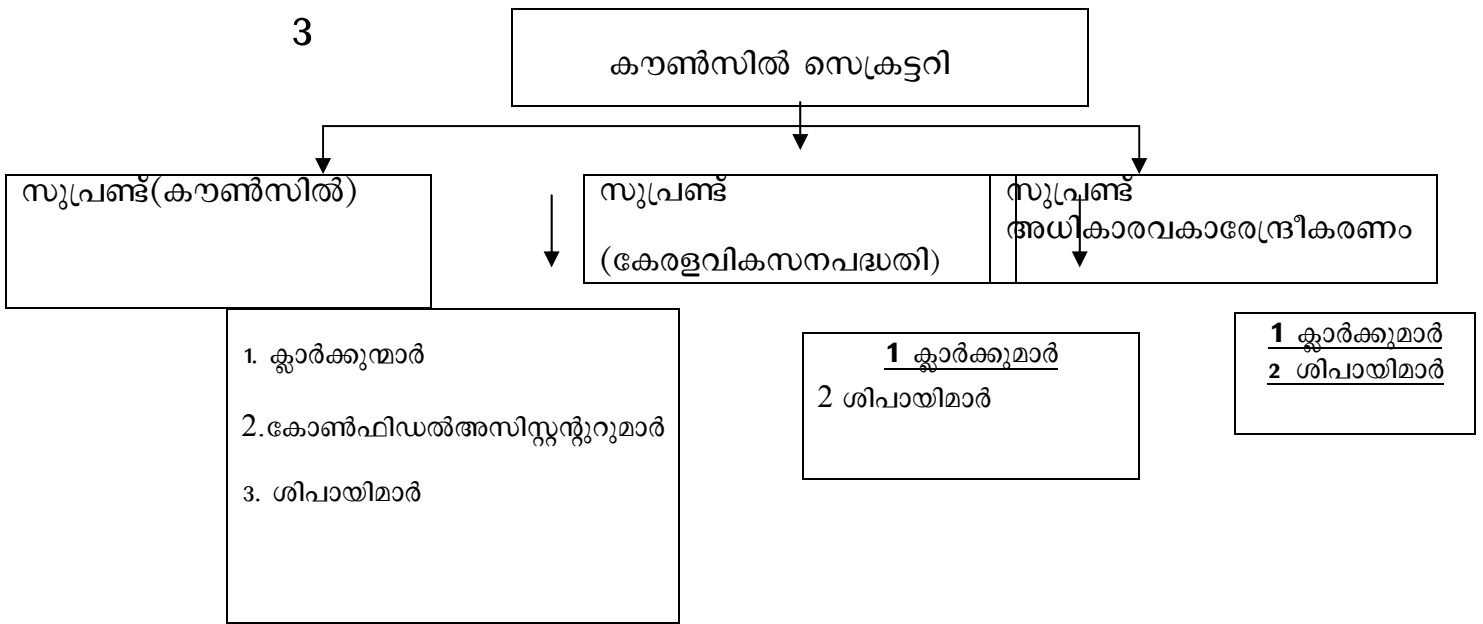 3
കൗൺസിൽ സെക്രട്ടറി
സുപ്രണ്ട്(കൗൺസിൽ)
സുപ്രണ്ട്
(കേരളവികസനപദ്ധതി)
സുപ്രണ്ട്
അധികാരവകാരേന്ദ്രീകരണം
1. ക്ലാർക്കുന്മാർ
2.കോൺഫിഡൽഅസിസ്റ്റന്റുറുമാർ
3. ശിപായിമാർ
1 ക്ലാർക്കുമാർ
2 ശിപായിമാർ
1 ക്ലാർക്കുമാർ
2 ശിപായിമാർ